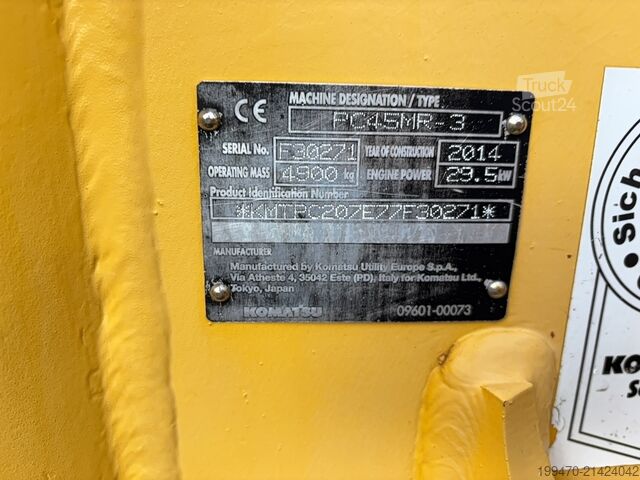 Truck
Scout24
CE
MACHINE DESIGNATION / TYPE
PC45MR-3
SERIAL No. F30271 YEAR OF CONSTRUCTION 2014
OPERATING MASS 4900 kg ENGINE POWER 29.5 kW
Product Identification Number
*KMTPC207E77F30271*
MANUFACTURER
Manufactured by Komatsu Utility Europe S.p.A.,
Via Atheste 4, 35042 Este (PD), Italy for Komatsu Ltd.,
Tokyo, Japan
KOMATSU 09601-00073
199470-21424042